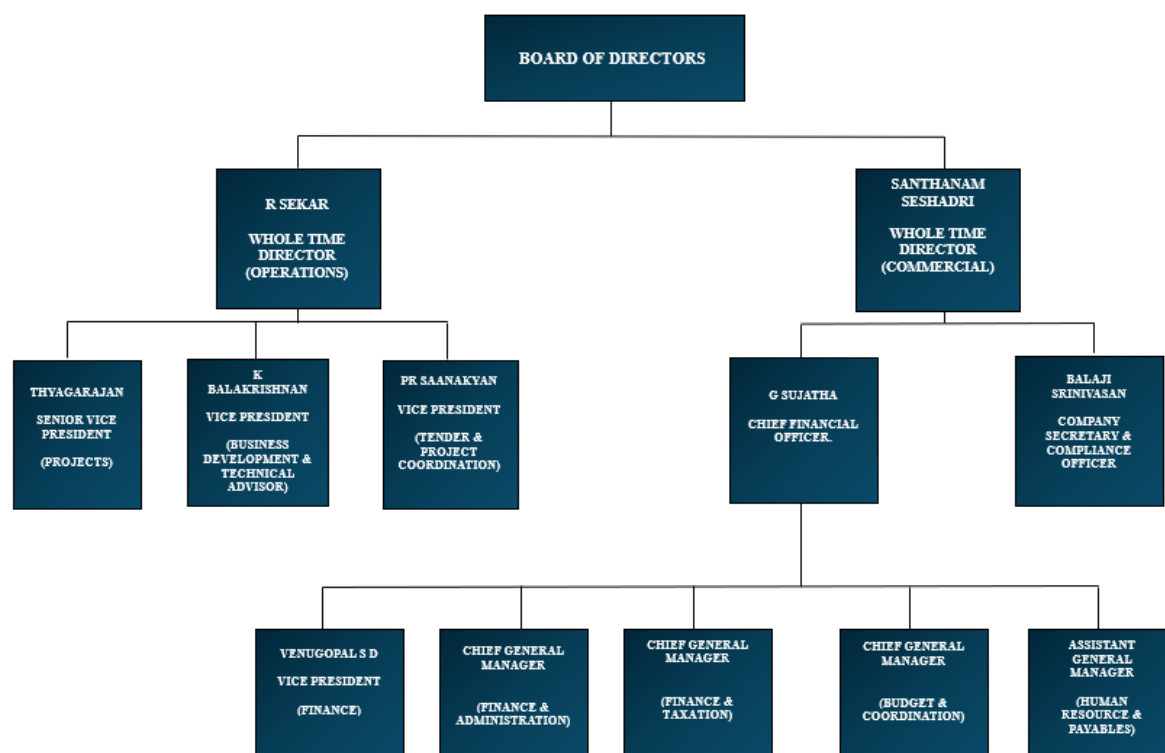 BOARD OF DIRECTORS
R SEKAR
WHOLE TIME
DIRECTOR
(OPERATIONS)
SANTHANAM
SESHADRI
WHOLE TIME
DIRECTOR
(COMMERCIAL)
THYAGARAJAN
SENIOR VICE
PRESIDENT
(PROJECTS)
K
BALAKRISHNAN
VICE PRESIDENT
(BUSINESS
DEVELOPMENT &
TECHNICAL
ADVISOR)
PR SAANAKYAN
VICE PRESIDENT
(TENDER &
PROJECT
COORDINATION)
G SUJATHA
CHIEF FINANCIAL
OFFICER.
BALAJI
SRINIVASAN
COMPANY
SECRETARY &
COMPLIANCE
OFFICER
VENUGOPAL S D
VICE PRESIDENT
(FINANCE)
CHIEF GENERAL
MANAGER
(FINANCE &
ADMINISTRATION)
CHIEF GENERAL
MANAGER
(FINANCE &
TAXATION)
CHIEF GENERAL
MANAGER
(BUDGET &
COORDINATION)
ASSISTANT
GENERAL
MANAGER
(HUMAN
RESOURCE &
PAYABLES)